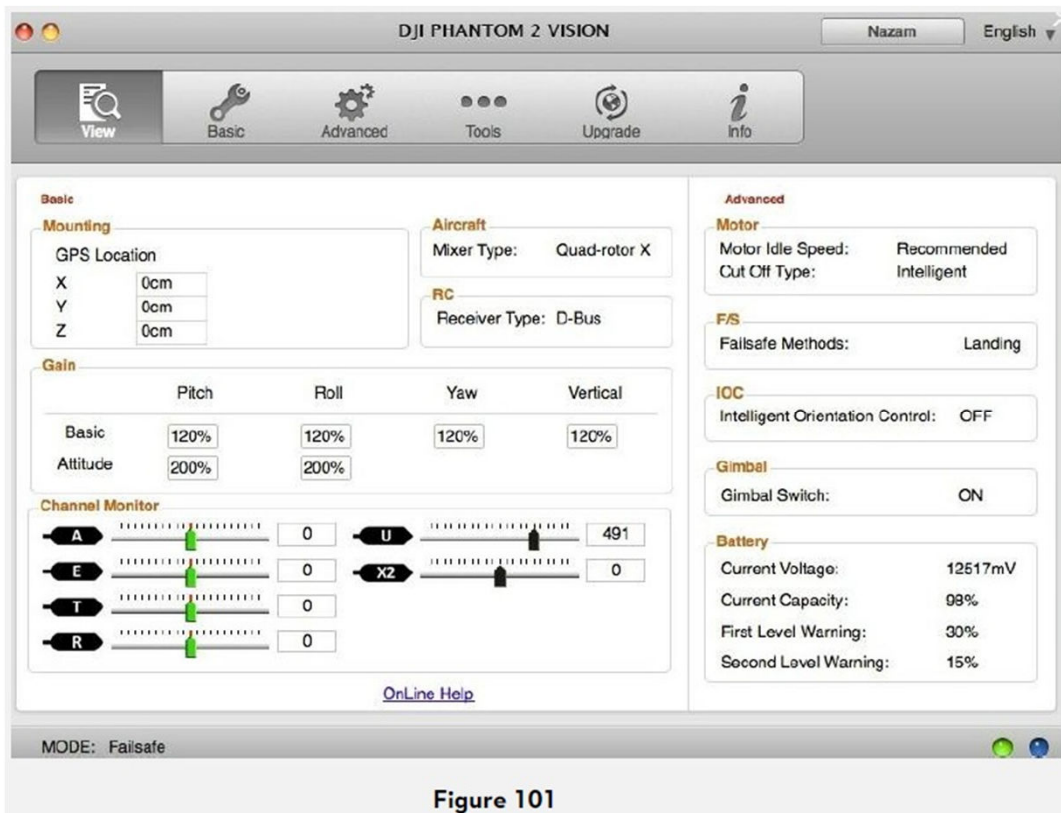 DJI PHANTOM 2 VISION
Nazam
English
View
Basic
Advanced
Tools
Upgrade
Info
Basic
Mounting
GPS Location
X 0cm
Y 0cm
Z 0cm
Aircraft
Mixer Type: Quad-rotor X
RC
Receiver Type: D-Bus
Gain
Pitch Roll Yaw Vertical
Basic 120% 120% 120% 120%
Attitude 200% 200%
Channel Monitor
A 0
E 0
T 0
R 0
U 491
X2 0
OnLine Help
Advanced
Motor
Motor Idle Speed: Recommended
Cut Off Type: Intelligent
F/S
Failsafe Methods: Landing
IOC
Intelligent Orientation Control: OFF
Gimbal
Gimbal Switch: ON
Battery
Current Voltage: 12517mV
Current Capacity: 98%
First Level Warning: 30%
Second Level Warning: 15%
MODE: Failsafe
Figure 101